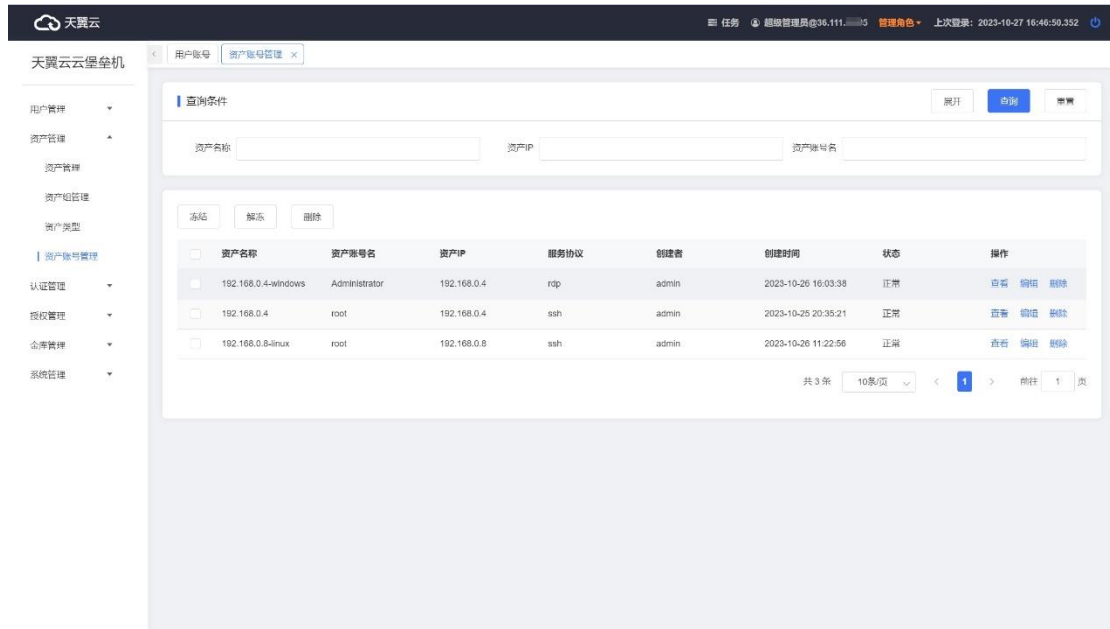 天翼云
任务 超级管理员@36.111. 管理角色 上次登录: 2023-10-27 16:46:50.352
天翼云云堡垒机
用户账号 资产账号管理 ×
用户管理
资产管理
资产管理
资产组管理
资产类型
资产账号管理
认证管理
授权管理
金库管理
系统管理
查询条件 展开 查询 重置
资产名称 资产IP 资产账号名
冻结 解冻 删除
资产名称 资产账号名 资产IP 服务协议 创建者 创建时间 状态 操作
192.168.0.4-windows Administrator 192.168.0.4 rdp admin 2023-10-26 16:03:38 正常 查看 编辑 删除
192.168.0.4 root 192.168.0.4 ssh admin 2023-10-25 20:35:21 正常 查看 编辑 删除
192.168.0.8-linux root 192.168.0.8 ssh admin 2023-10-26 11:22:56 正常 查看 编辑 删除
共 3 条 10条/页 < 1 > 前往 1 页